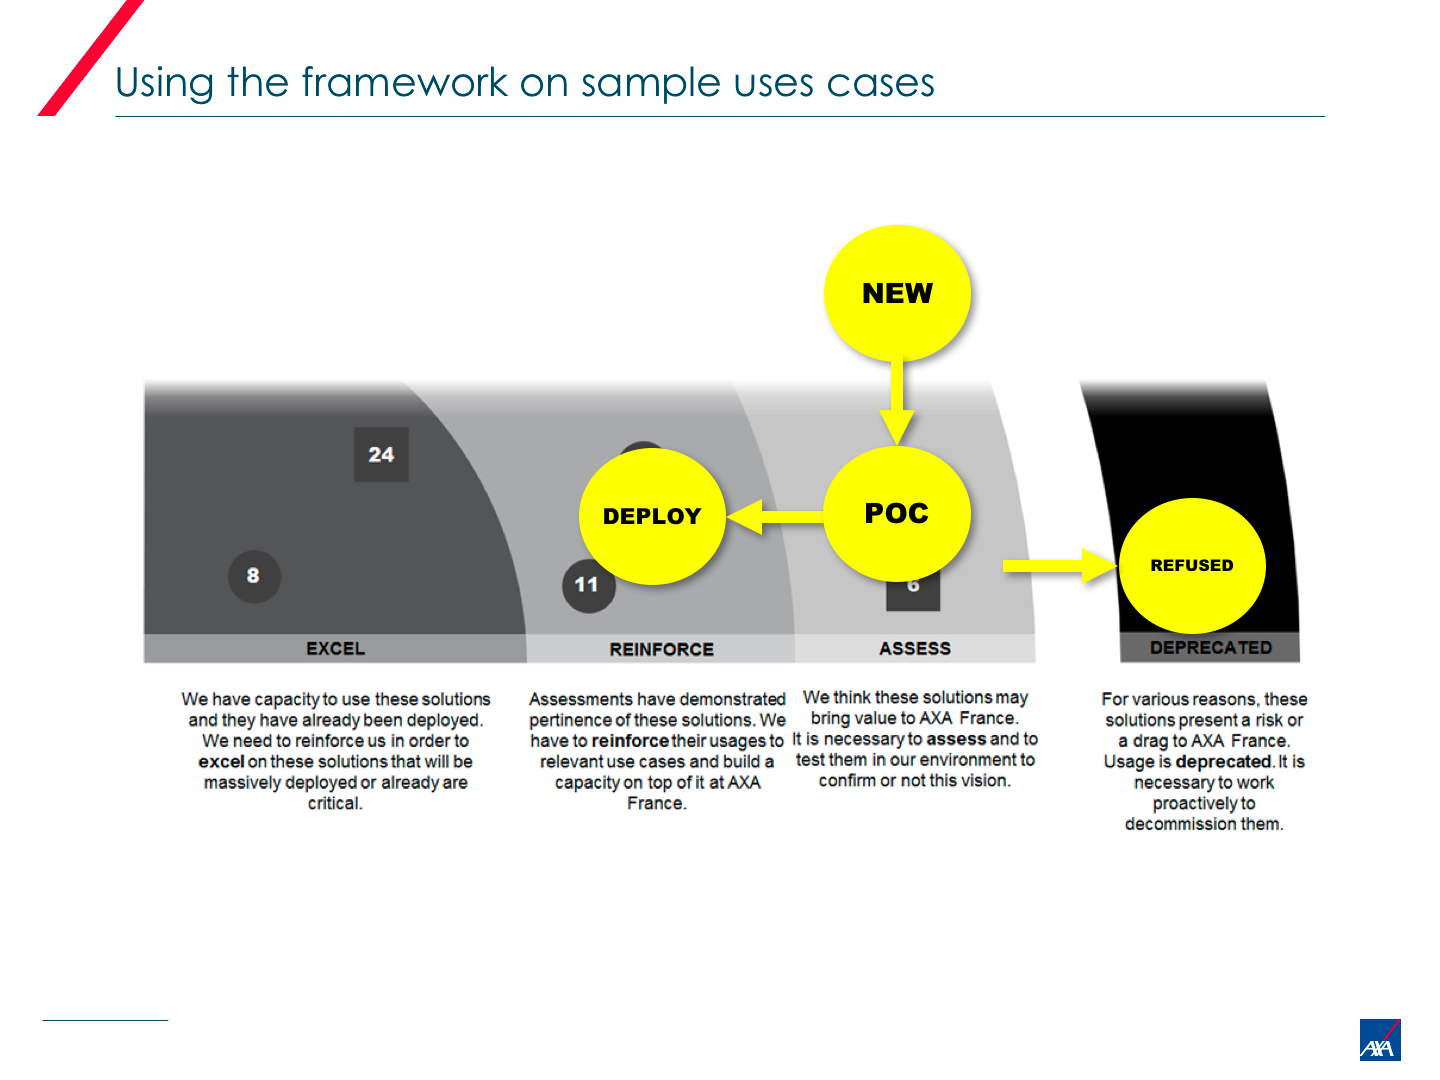 Using the framework on sample uses cases
NEW
24
DEPLOY
POC
8
11
6
REFUSED
EXCEL
REINFORCE
ASSESS
DEPRECATED
We have capacity to use these solutions
and they have already been deployed.
We need to reinforce us in order to
excel on these solutions that will be
massively deployed or already are
critical.
Assessments have demonstrated
pertinence of these solutions. We
have to reinforce their usages to
relevant use cases and build a
capacity on top of it at AXA
France.
We think these solutions may
bring value to AXA France.
It is necessary to assess and to
test them in our environment to
confirm or not this vision.
For various reasons, these
solutions present a risk or
a drag to AXA France.
Usage is deprecated. It is
necessary to work
proactively to
decommission them.
AXA